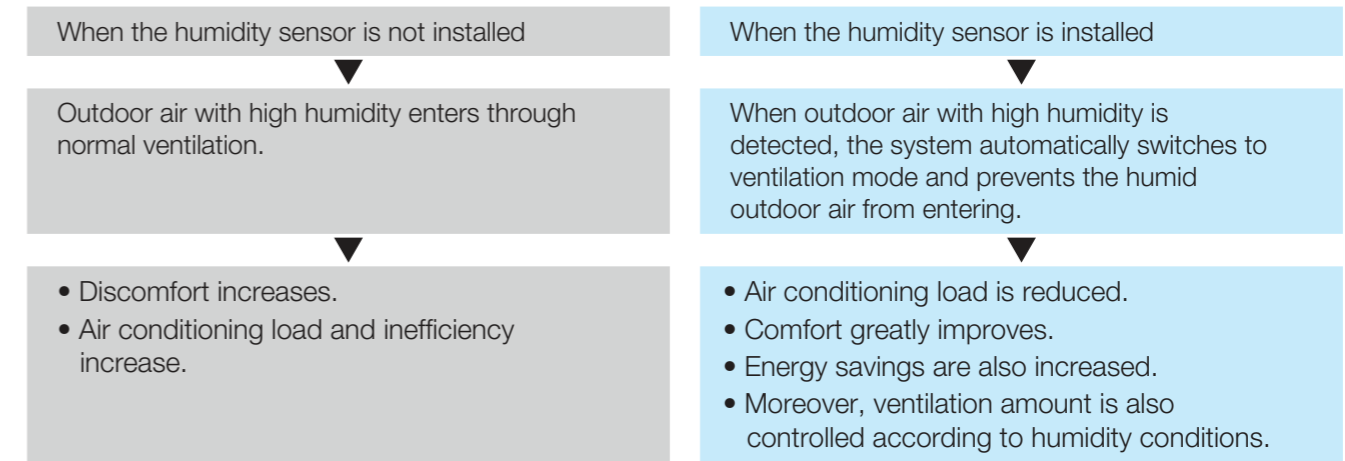 When the humidity sensor is not installed
Outdoor air with high humidity enters through
normal ventilation.
• Discomfort increases.
• Air conditioning load and inefficiency
increase.
When the humidity sensor is installed
When outdoor air with high humidity is
detected, the system automatically switches to
ventilation mode and prevents the humid
outdoor air from entering.
• Air conditioning load is reduced.
• Comfort greatly improves.
• Energy savings are also increased.
• Moreover, ventilation amount is also
controlled according to humidity conditions.